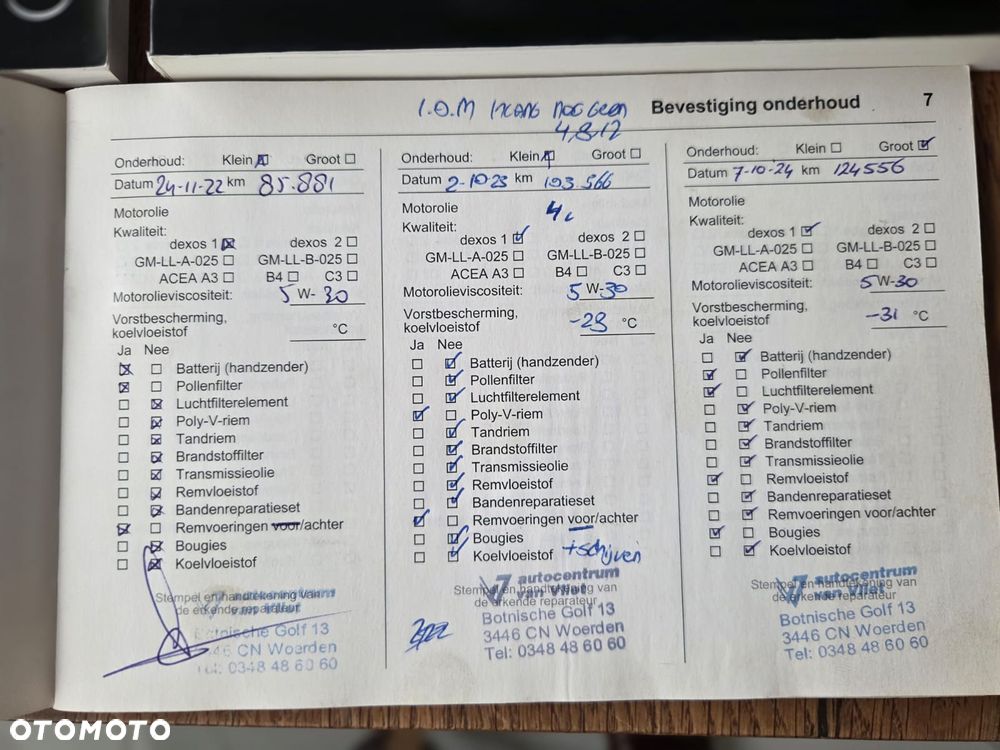 I.O.M Bevestiging onderhoud 7
4,8,12
Onderhoud: Klein ☑ Groot ☐
Datum 24-11-22 km 85.881
Motorolie
Kwaliteit:
dexos 1 ☒ dexos 2 ☐
GM-LL-A-025 ☐ GM-LL-B-025 ☐
ACEA A3 ☐ B4 ☐ C3 ☐
Motorolieviscositeit: 5 W- 30
Vorstbescherming,
koelvloeistof °C
Ja Nee
☒ ☐ Batterij (handzender)
☒ ☐ Pollenfilter
☐ ☒ Luchtfilterelement
☐ ☒ Poly-V-riem
☐ ☒ Tandriem
☐ ☒ Brandstoffilter
☐ ☒ Transmissieolie
☐ ☒ Remvloeistof
☐ ☒ Bandenreparatieset
☒ ☐ Remvoeringen voor/achter
☐ ☒ Bougies
☐ ☒ Koelvloeistof
Stempel en handtekening van
de erkende reparateur
van Vliet
Botnische Golf 13
3446 CN Woerden
Tel: 0348 48 60 60
Onderhoud: Klein ☑ Groot ☐
Datum 2-10-23 km 103 566
Motorolie 4L
Kwaliteit:
dexos 1 ☑ dexos 2 ☐
GM-LL-A-025 ☐ GM-LL-B-025 ☐
ACEA A3 ☐ B4 ☐ C3 ☐
Motorolieviscositeit: 5 W-30
Vorstbescherming,
koelvloeistof -29 °C
Ja Nee
☐ ☑ Batterij (handzender)
☐ ☑ Pollenfilter
☐ ☑ Luchtfilterelement
☑ ☐ Poly-V-riem
☐ ☑ Tandriem
☐ ☑ Brandstoffilter
☐ ☑ Transmissieolie
☐ ☑ Remvloeistof
☐ ☑ Bandenreparatieset
☑ ☐ Remvoeringen voor/achter
☐ ☑ Bougies
☐ ☑ Koelvloeistof +schijven
Stempel en handtekening van
de erkende reparateur
autocentrum
van Vliet
Botnische Golf 13
3446 CN Woerden
Tel: 0348 48 60 60
Onderhoud: Klein ☐ Groot ☑
Datum 7-10-24 km 124556
Motorolie
Kwaliteit:
dexos 1 ☑ dexos 2 ☐
GM-LL-A-025 ☐ GM-LL-B-025 ☐
ACEA A3 ☐ B4 ☐ C3 ☐
Motorolieviscositeit: 5 W-30
Vorstbescherming,
koelvloeistof -31 °C
Ja Nee
☐ ☑ Batterij (handzender)
☑ ☐ Pollenfilter
☑ ☐ Luchtfilterelement
☐ ☑ Poly-V-riem
☐ ☑ Tandriem
☐ ☑ Brandstoffilter
☐ ☑ Transmissieolie
☑ ☐ Remvloeistof
☐ ☑ Bandenreparatieset
☐ ☑ Remvoeringen voor/achter
☑ ☐ Bougies
☐ ☑ Koelvloeistof
Stempel en handtekening van
de erkende reparateur
autocentrum
van Vliet
Botnische Golf 13
3446 CN Woerden
Tel: 0348 48 60 60
OTOMOTO